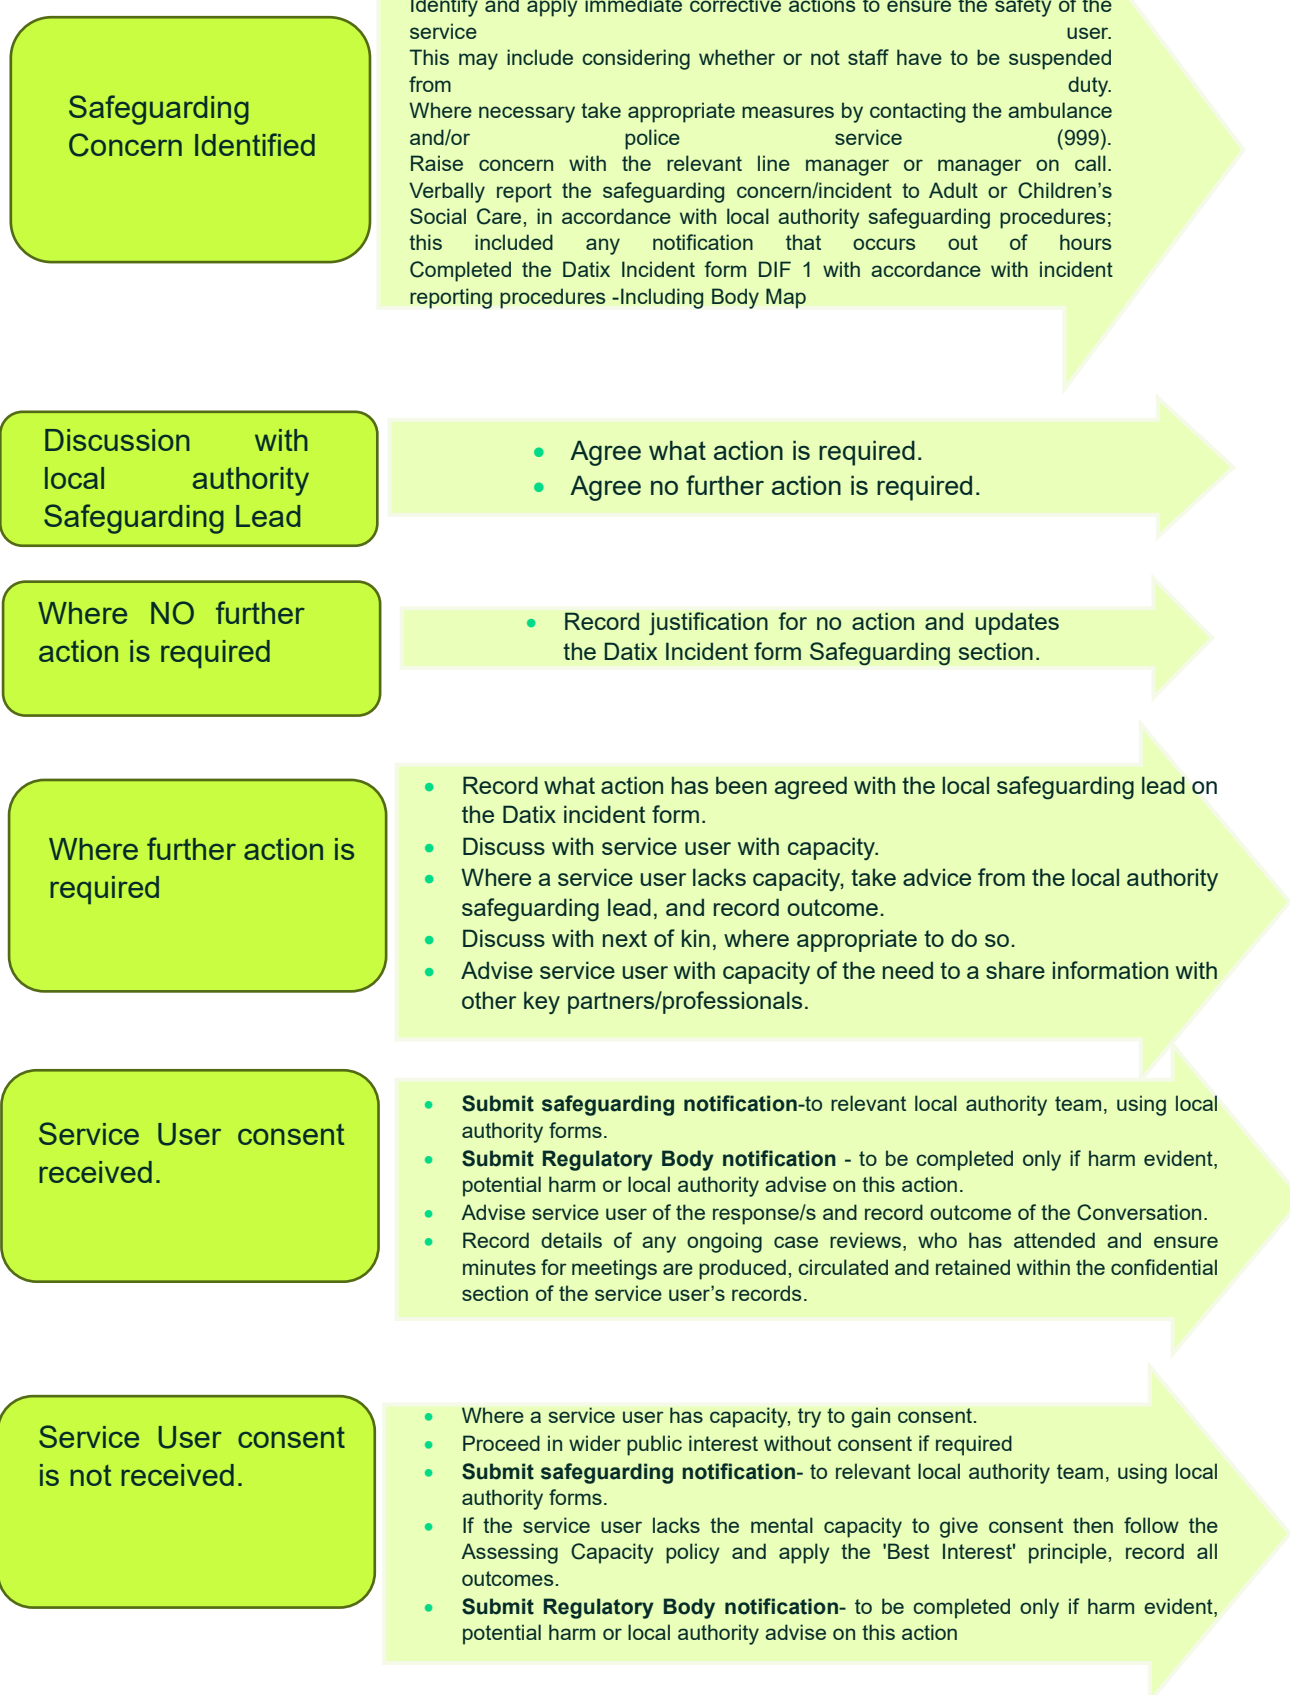 Identify and apply immediate corrective actions to ensure the safety of the
service user.
This may include considering whether or not staff have to be suspended
from duty.
Where necessary take appropriate measures by contacting the ambulance
and/or police service (999).
Raise concern with the relevant line manager or manager on call.
Verbally report the safeguarding concern/incident to Adult or Children’s
Social Care, in accordance with local authority safeguarding procedures;
this included any notification that occurs out of hours
Completed the Datix Incident form DIF 1 with accordance with incident
reporting procedures -Including Body Map
Safeguarding
Concern Identified
Discussion with
local authority
Safeguarding Lead
• Agree what action is required.
• Agree no further action is required.
Where NO further
action is required
• Record justification for no action and updates
the Datix Incident form Safeguarding section.
Where further action is
required
• Record what action has been agreed with the local safeguarding lead on
the Datix incident form.
• Discuss with service user with capacity.
• Where a service user lacks capacity, take advice from the local authority
safeguarding lead, and record outcome.
• Discuss with next of kin, where appropriate to do so.
• Advise service user with capacity of the need to a share information with
other key partners/professionals.
Service User consent
received.
• Submit safeguarding notification-to relevant local authority team, using local
authority forms.
• Submit Regulatory Body notification - to be completed only if harm evident,
potential harm or local authority advise on this action.
• Advise service user of the response/s and record outcome of the Conversation.
• Record details of any ongoing case reviews, who has attended and ensure
minutes for meetings are produced, circulated and retained within the confidential
section of the service user’s records.
Service User consent
is not received.
• Where a service user has capacity, try to gain consent.
• Proceed in wider public interest without consent if required
• Submit safeguarding notification- to relevant local authority team, using local
authority forms.
• If the service user lacks the mental capacity to give consent then follow the
Assessing Capacity policy and apply the 'Best Interest' principle, record all
outcomes.
• Submit Regulatory Body notification- to be completed only if harm evident,
potential harm or local authority advise on this action